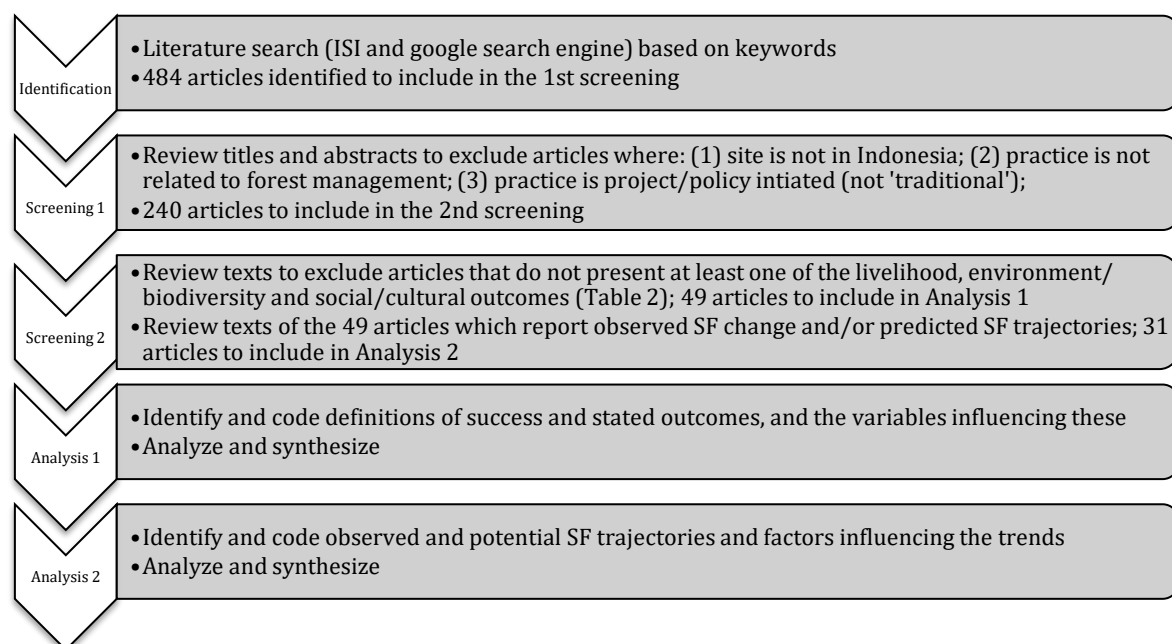 Identification
•Literature search (ISI and google search engine) based on keywords
•484 articles identified to include in the 1st screening
Screening 1
•Review titles and abstracts to exclude articles where: (1) site is not in Indonesia; (2) practice is not
related to forest management; (3) practice is project/policy intiated (not 'traditional');
•240 articles to include in the 2nd screening
Screening 2
•Review texts to exclude articles that do not present at least one of the livelihood, environment/
biodiversity and social/cultural outcomes (Table 2); 49 articles to include in Analysis 1
•Review texts of the 49 articles which report observed SF change and/or predicted SF trajectories; 31
articles to include in Analysis 2
Analysis 1
•Identify and code definitions of success and stated outcomes, and the variables influencing these
•Analyze and synthesize
Analysis 2
•Identify and code observed and potential SF trajectories and factors influencing the trends
•Analyze and synthesize